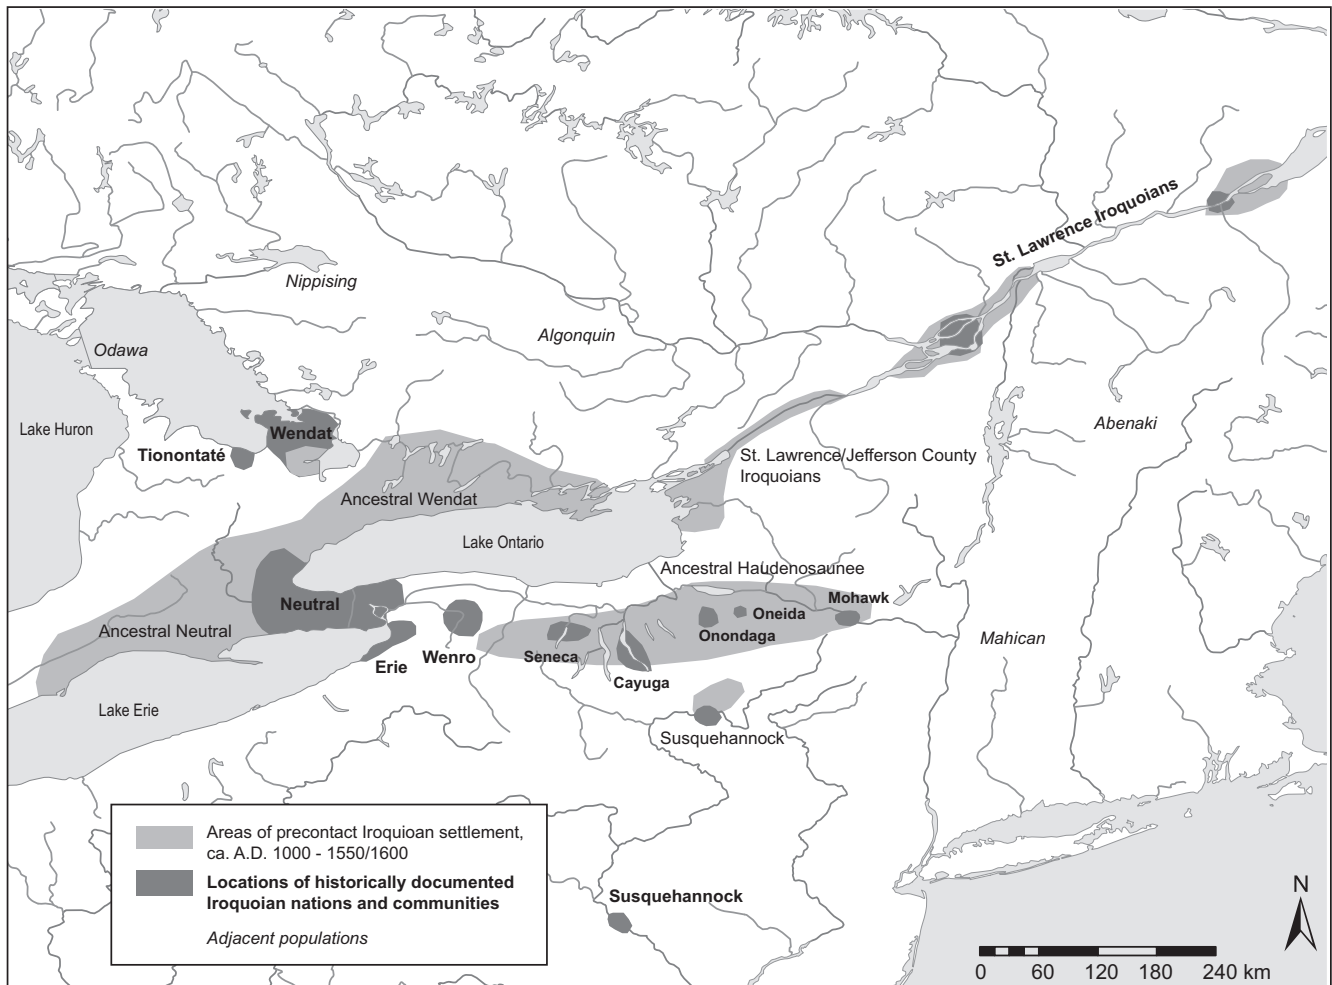 St. Lawrence Iroquoians
Nippising
Algonquin
Odawa
Lake Huron
Wendat
Tionontaté
Abenaki
St. Lawrence/Jefferson County
Iroquoians
Ancestral Wendat
Lake Ontario
Ancestral Haudenosaunee
Mohawk
Neutral
Oneida
Onondaga
Ancestral Neutral
Mahican
Erie
Wenro
Seneca
Cayuga
Lake Erie
Susquehannock
Areas of precontact Iroquoian settlement,
ca. A.D. 1000 - 1550/1600
Locations of historically documented
Iroquoian nations and communities
Adjacent populations
Susquehannock
N
0 60 120 180 240 km